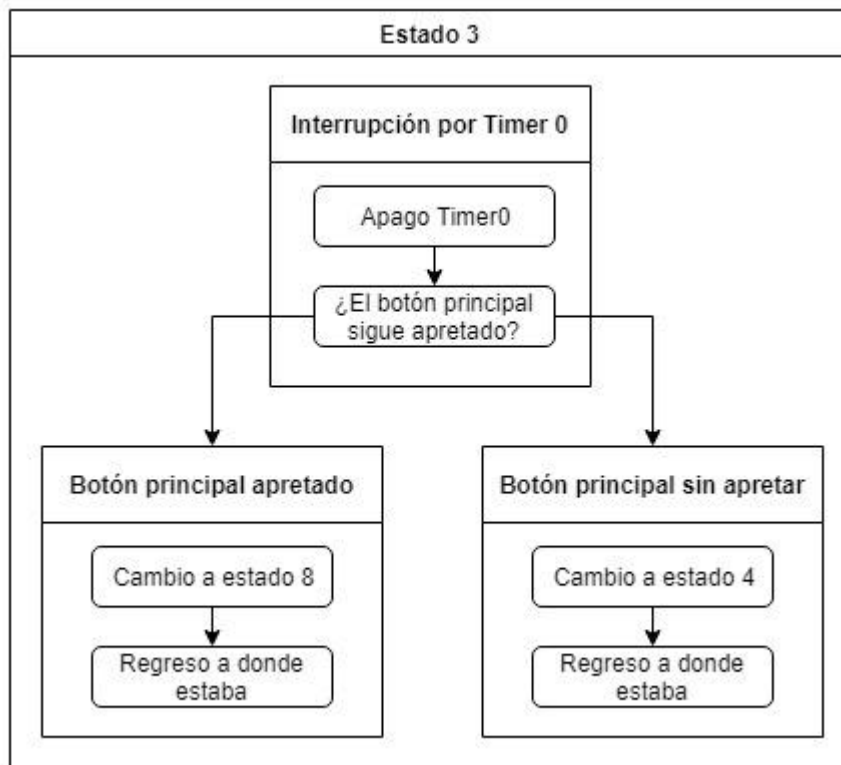 Estado 3
Interrupción por Timer 0
Apago Timer0
¿El botón principal
sigue apretado?
Botón principal apretado
Cambio a estado 8
Regreso a donde
estaba
Botón principal sin apretar
Cambio a estado 4
Regreso a donde
estaba